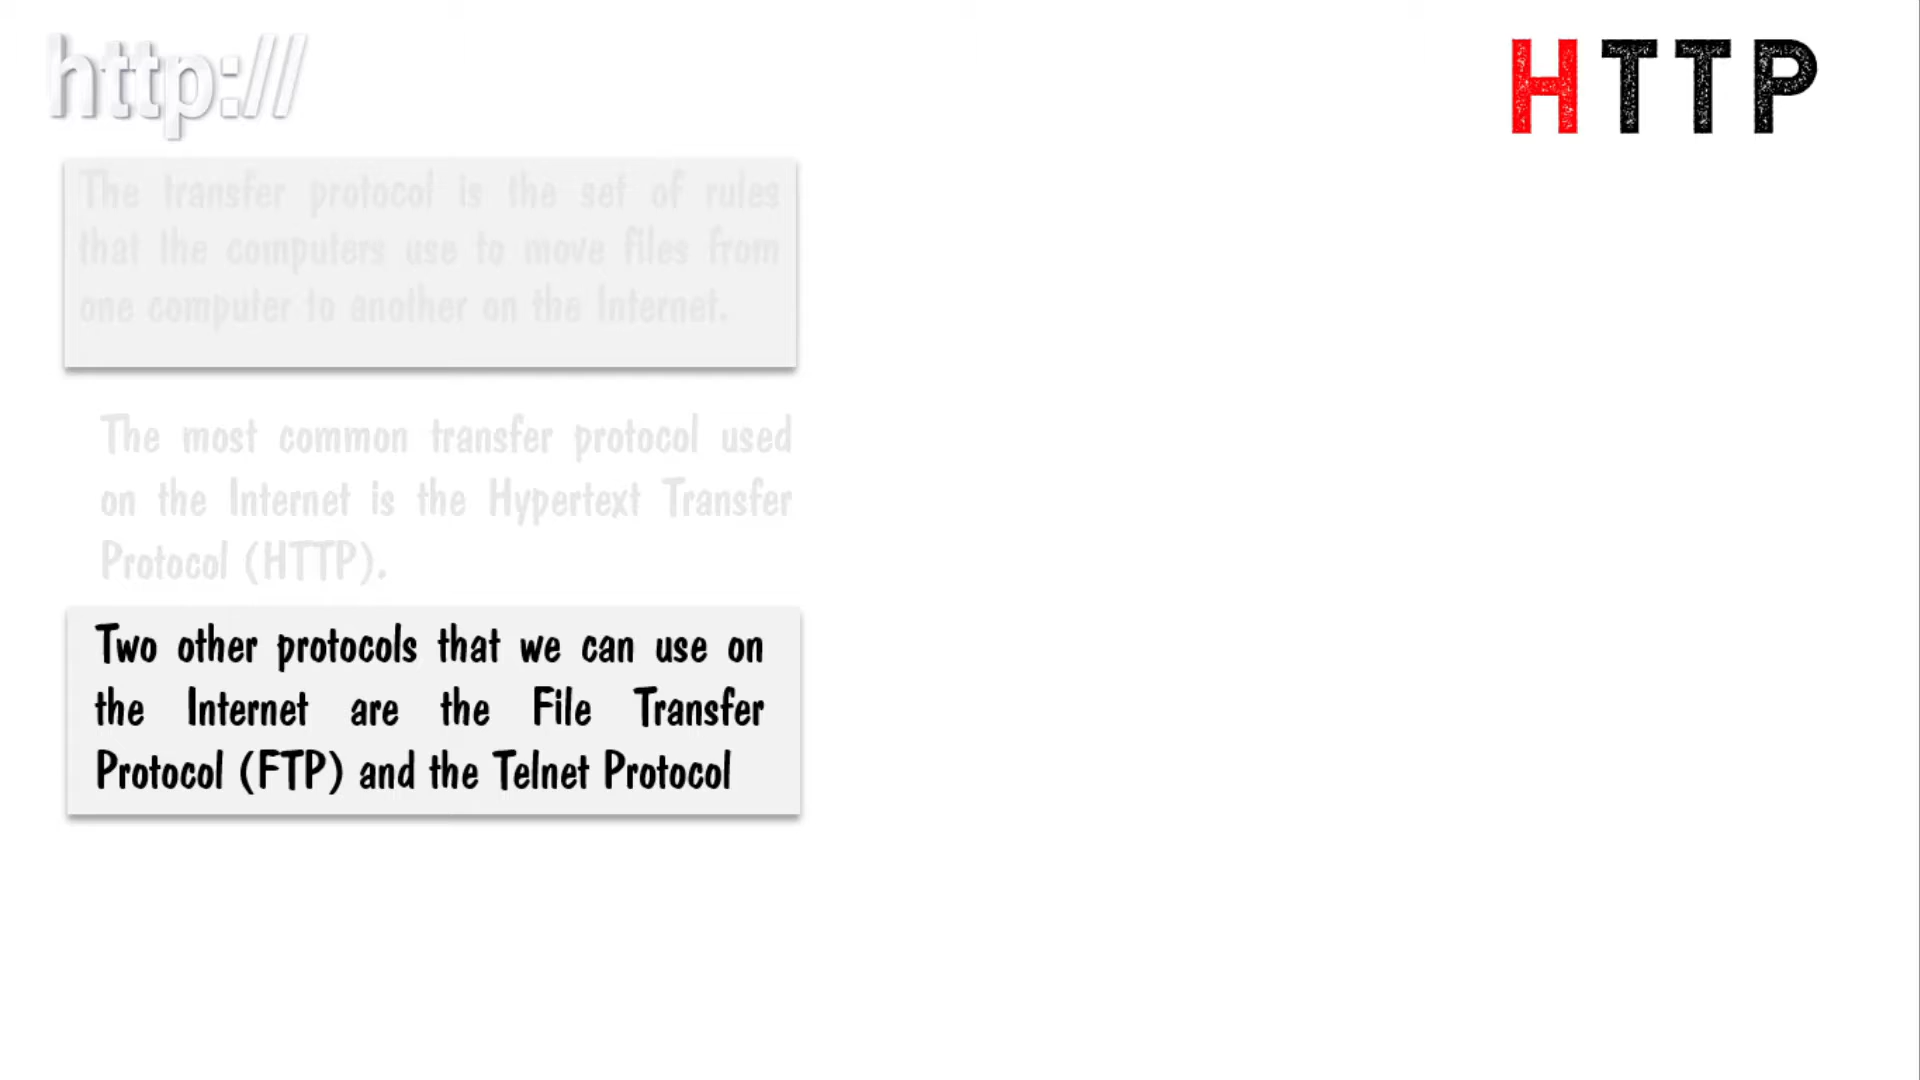 http://
HTTP
The transfer protocol is the set of rules
that the computers use to move files from
one computer to another on the Internet.
The most common transfer protocol used
on the Internet is the Hypertext Transfer
Protocol (HTTP).
Two other protocols that we can use on
the Internet are the File Transfer
Protocol (FTP) and the Telnet Protocol